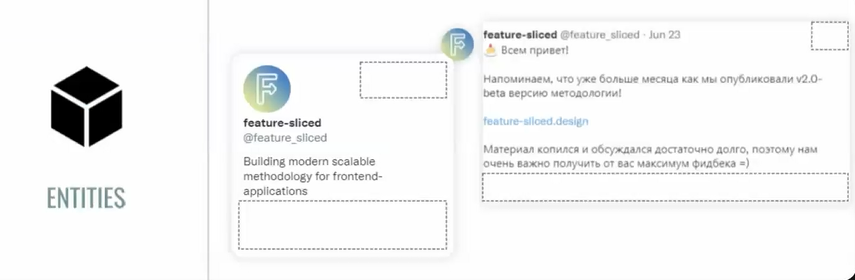 ENTITIES
feature-sliced
@feature_sliced
Building modern scalable
methodology for frontend-
applications
feature-sliced @feature_sliced · Jun 23
Всем привет!
Напоминаем, что уже больше месяца как мы опубликовали v2.0-
beta версию методологии!
feature-sliced.design
Материал копился и обсуждался достаточно долго, поэтому нам
очень важно получить от вас максимум фидбека =)